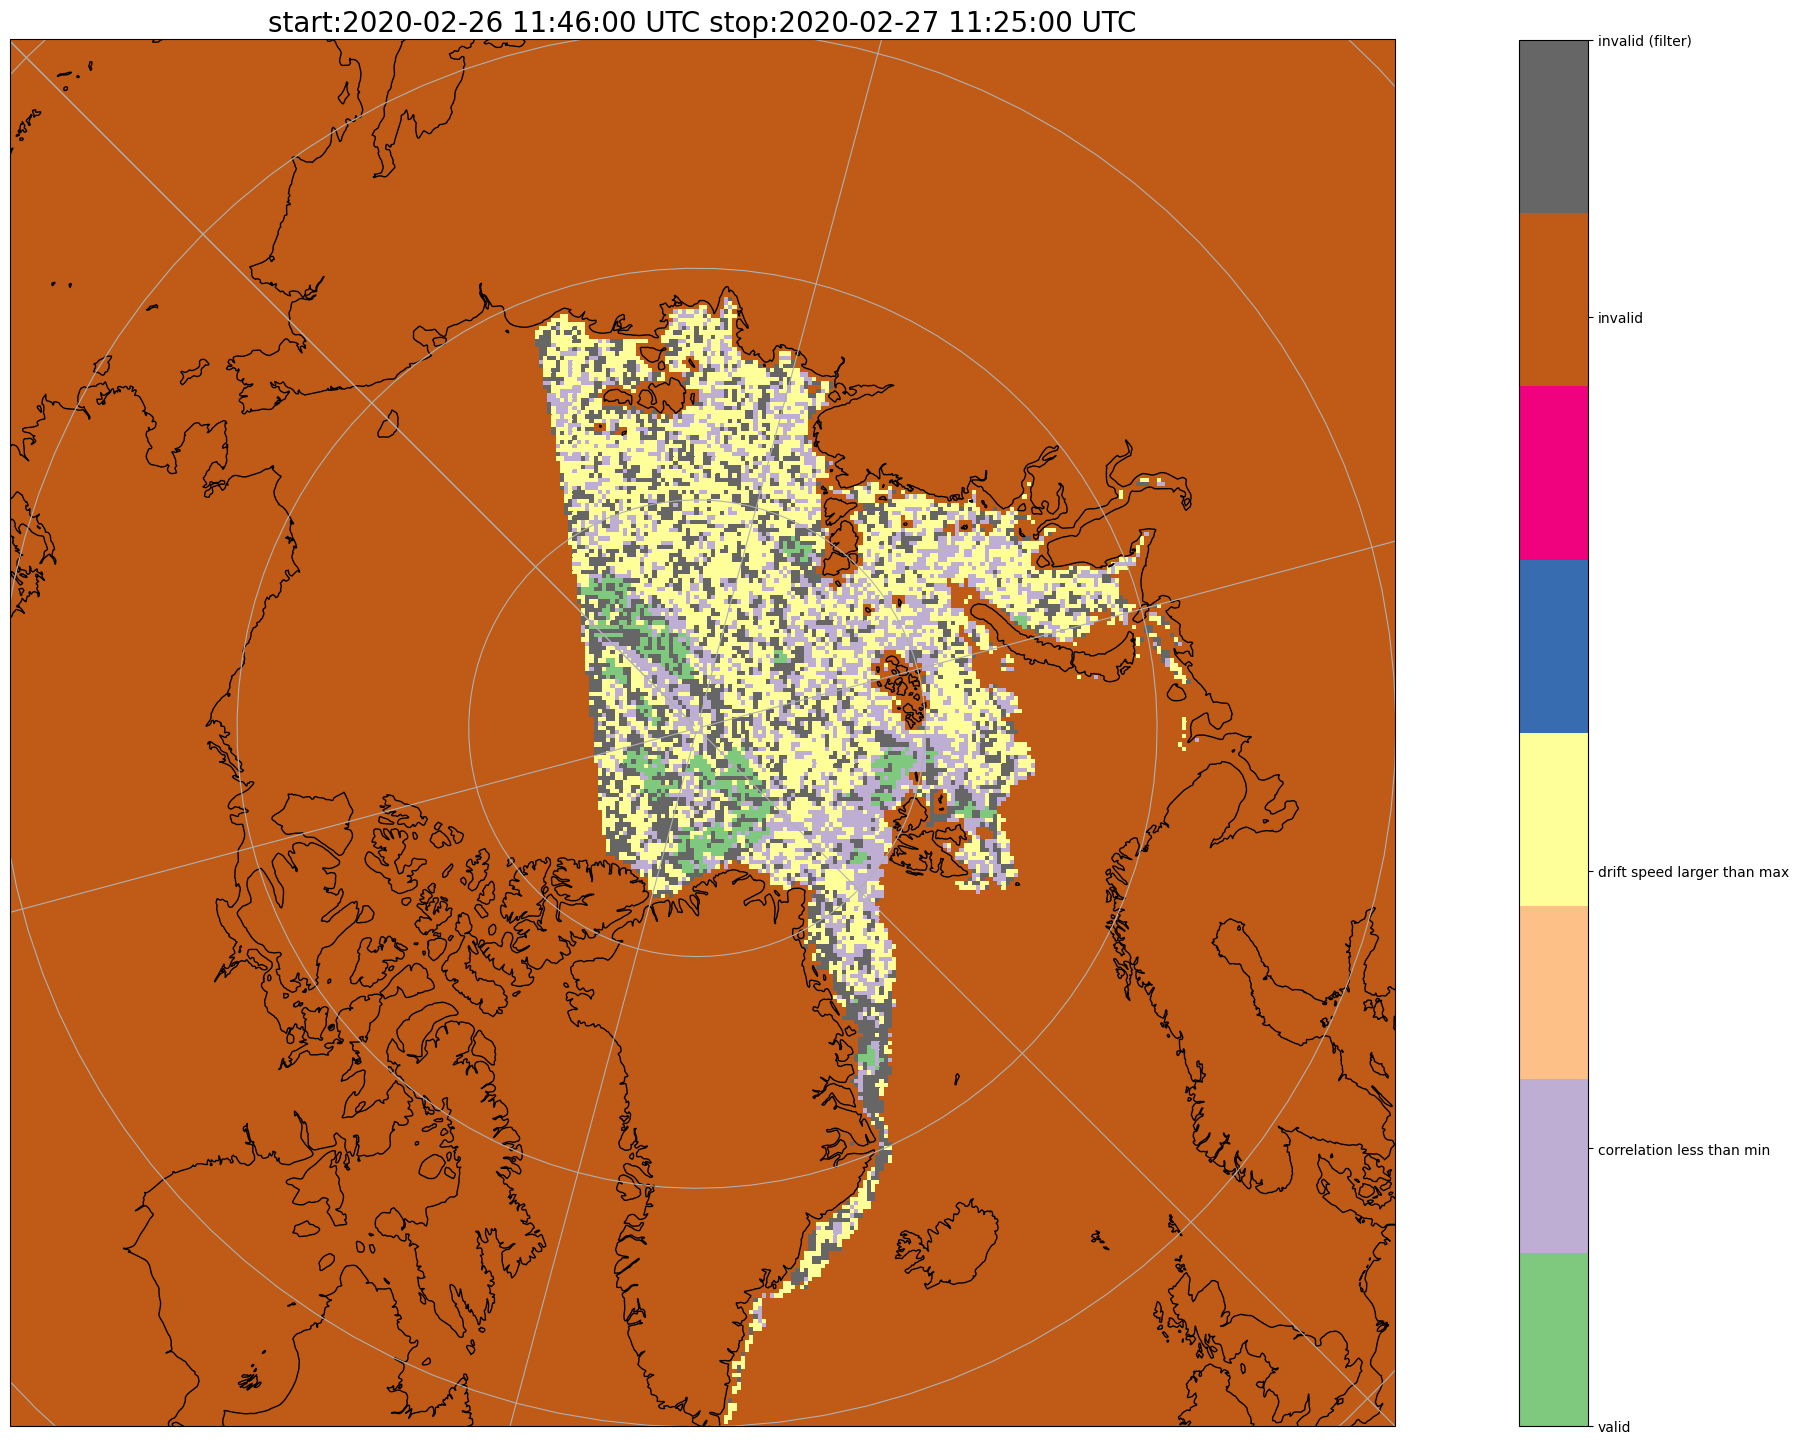 start:2020-02-26 11:46:00 UTC stop:2020-02-27 11:25:00 UTC
invalid (filter)
invalid
drift speed larger than max
correlation less than min
valid